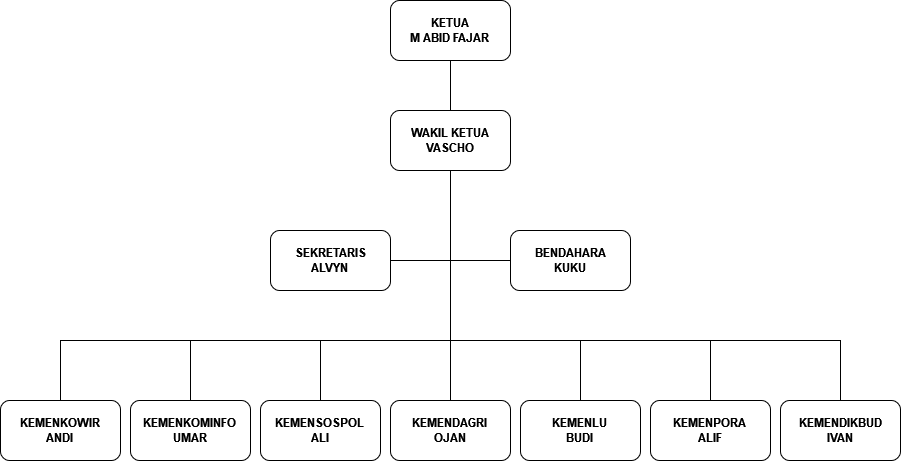 KETUA
M ABID FAJAR
WAKIL KETUA
VASCHO
SEKRETARIS
ALVYN
BENDAHARA
KUKU
KEMENKOWIR
ANDI
KEMENKOMINFO
UMAR
KEMENSOSPOL
ALI
KEMENDAGRI
OJAN
KEMENLU
BUDI
KEMENPORA
ALIF
KEMENDIKBUD
IVAN